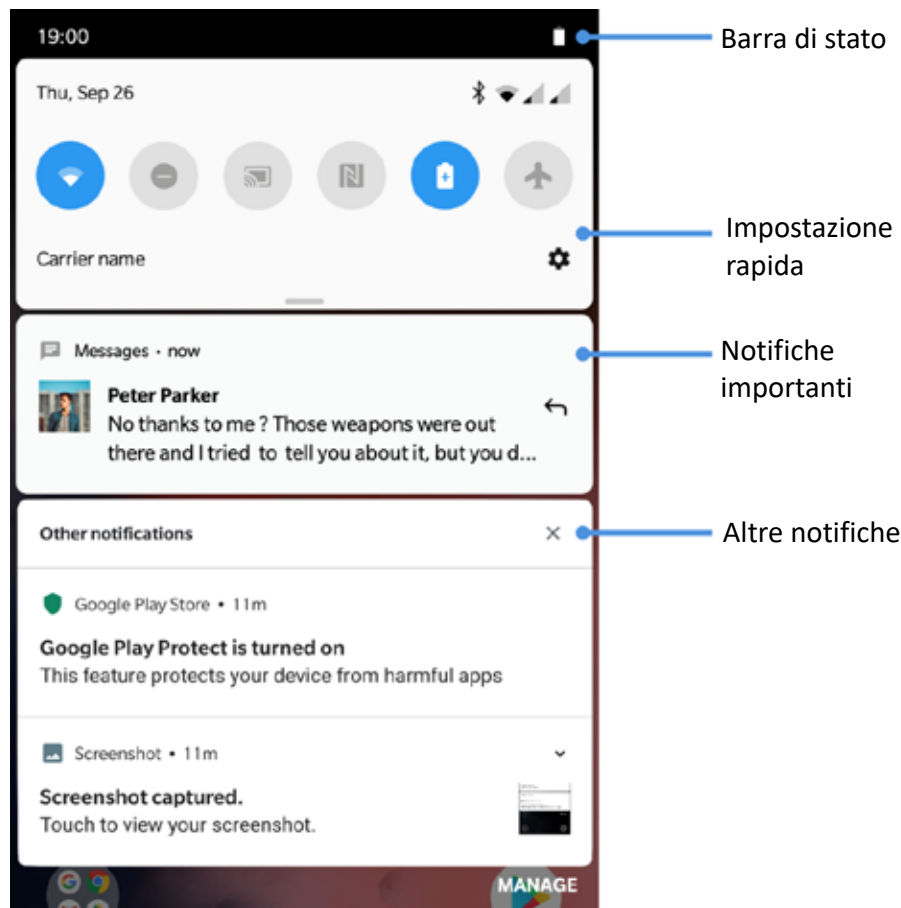 19:00
Barra di stato
Thu, Sep 26
Impostazione
rapida
Carrier name
Messages · now
Notifiche
importanti
Peter Parker
No thanks to me ? Those weapons were out
there and I tried to tell you about it, but you d...
Other notifications
Altre notifiche
Google Play Store • 11m
Google Play Protect is turned on
This feature protects your device from harmful apps
Screenshot • 11m
Screenshot captured.
Touch to view your screenshot.
MANAGE